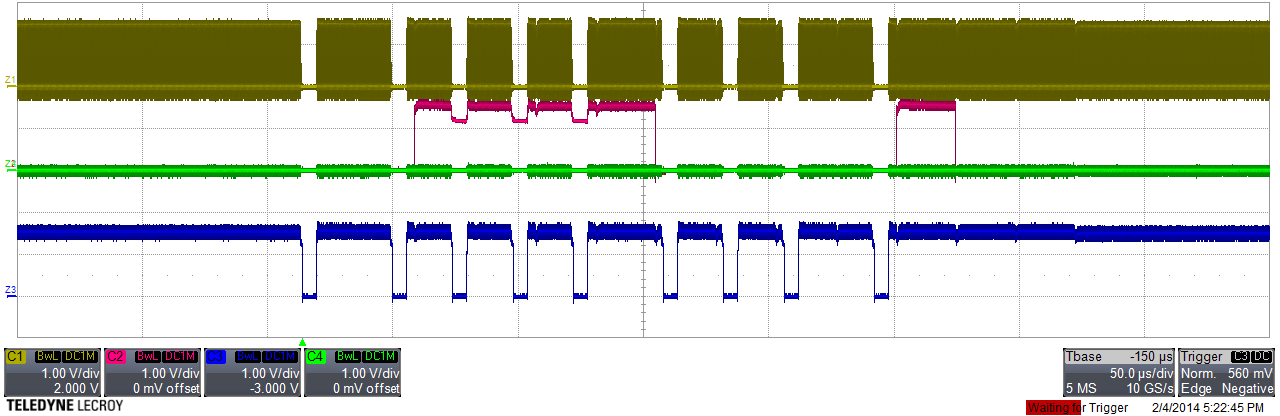 Z1
Z2
Z3
C1 BwL DC1M
1.00 V/div
2.000 V
C2 BwL DC1M
1.00 V/div
0 mV offset
C3 BwL DC1M
1.00 V/div
-3.000 V
C4 BwL DC1M
1.00 V/div
0 mV offset
Tbase -150 µs
50.0 µs/div
5 MS 10 GS/s
Trigger C3 DC
Norm. 560 mV
Edge Negative
TELEDYNE LECROY
Waiting for Trigger 2/4/2014 5:22:45 PM